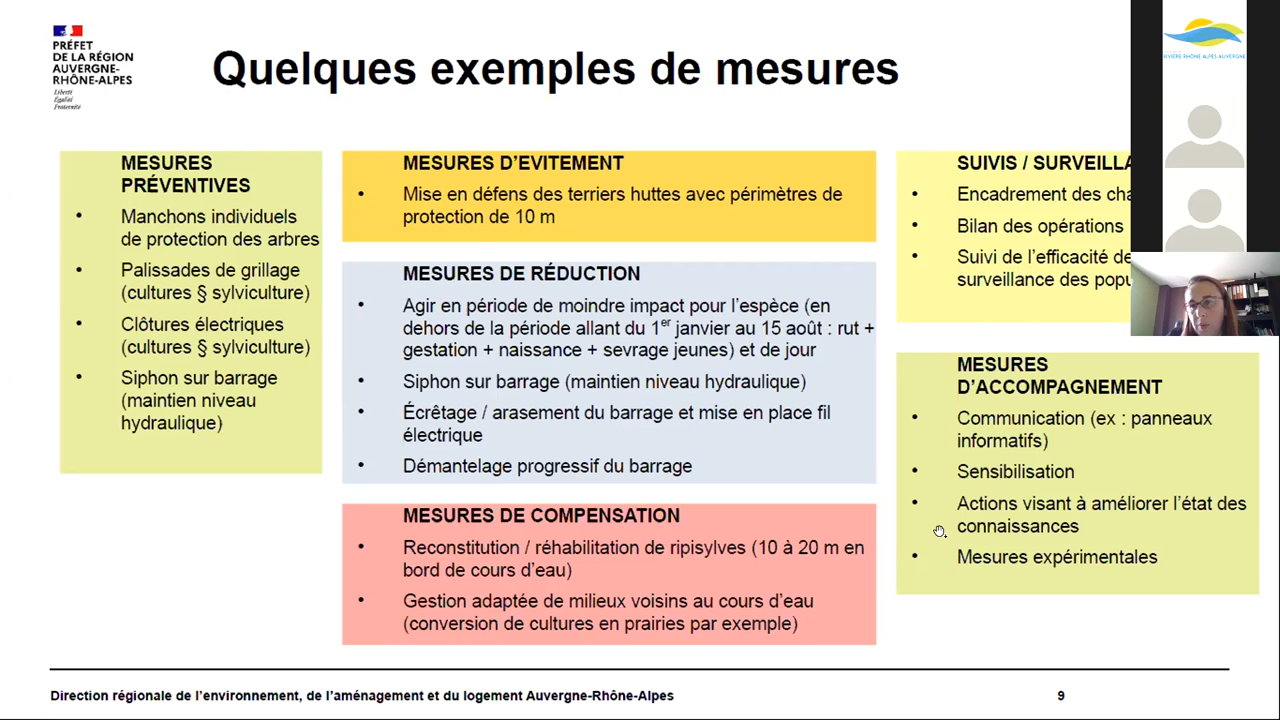 PRÉFET
DE LA RÉGION
AUVERGNE-
RHÔNE-ALPES
Liberté
Égalité
Fraternité
Quelques exemples de mesures
RIVIÈRE RHÔNE ALPES AUVERGNE
MESURES
PRÉVENTIVES
• Manchons individuels
de protection des arbres
• Palissades de grillage
(cultures § sylviculture)
• Clôtures électriques
(cultures § sylviculture)
• Siphon sur barrage
(maintien niveau
hydraulique)
MESURES D’EVITEMENT
• Mise en défens des terriers huttes avec périmètres de
protection de 10 m
MESURES DE RÉDUCTION
• Agir en période de moindre impact pour l’espèce (en
dehors de la période allant du 1er janvier au 15 août : rut +
gestation + naissance + sevrage jeunes) et de jour
• Siphon sur barrage (maintien niveau hydraulique)
• Écrêtage / arasement du barrage et mise en place fil
électrique
• Démantelage progressif du barrage
MESURES DE COMPENSATION
• Reconstitution / réhabilitation de ripisylves (10 à 20 m en
bord de cours d’eau)
• Gestion adaptée de milieux voisins au cours d’eau
(conversion de cultures en prairies par exemple)
SUIVIS /
• Encadrement des
• Bilan des opérations
• Suivi de l’efficacité
surveillance des
MESURES
D’ACCOMPAGNEMENT
• Communication (ex : panneaux
informatifs)
• Sensibilisation
• Actions visant à améliorer l’état des
connaissances
• Mesures expérimentales
Direction régionale de l’environnement, de l’aménagement et du logement Auvergne-Rhône-Alpes
9